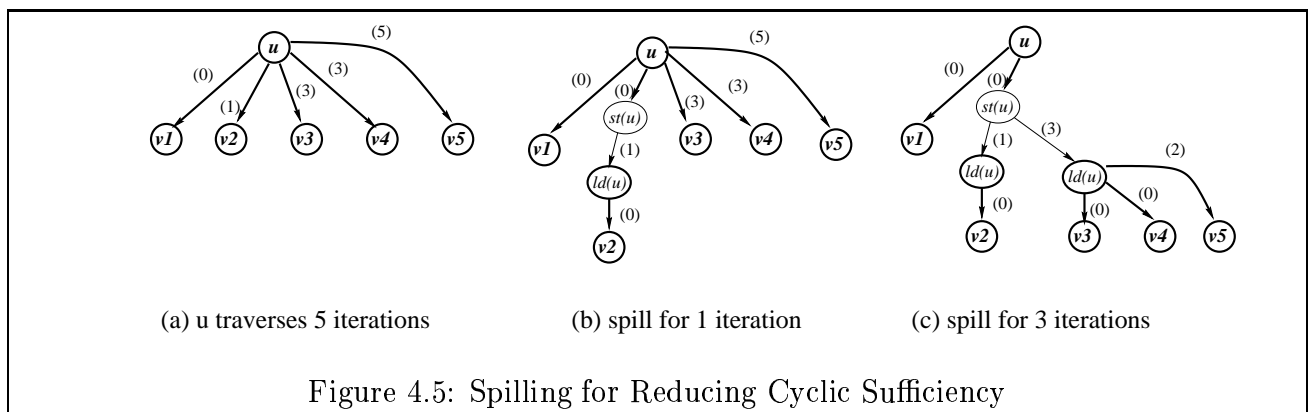 u (5) u (5) u
(0) (1) (3) (3) (0) (0) (3) (3) (0) (0)
v1 v2 v3 v4 v5
st(u) st(u)
v1 (1) v3 v4 v5 v1 (1) (3) (2)
ld(u) ld(u) ld(u)
(0) (0) (0) (0)
v2 v2 v3 v4 v5
(a) u traverses 5 iterations (b) spill for 1 iteration (c) spill for 3 iterations
Figure 4.5: Spilling for Reducing Cyclic Sufficiency